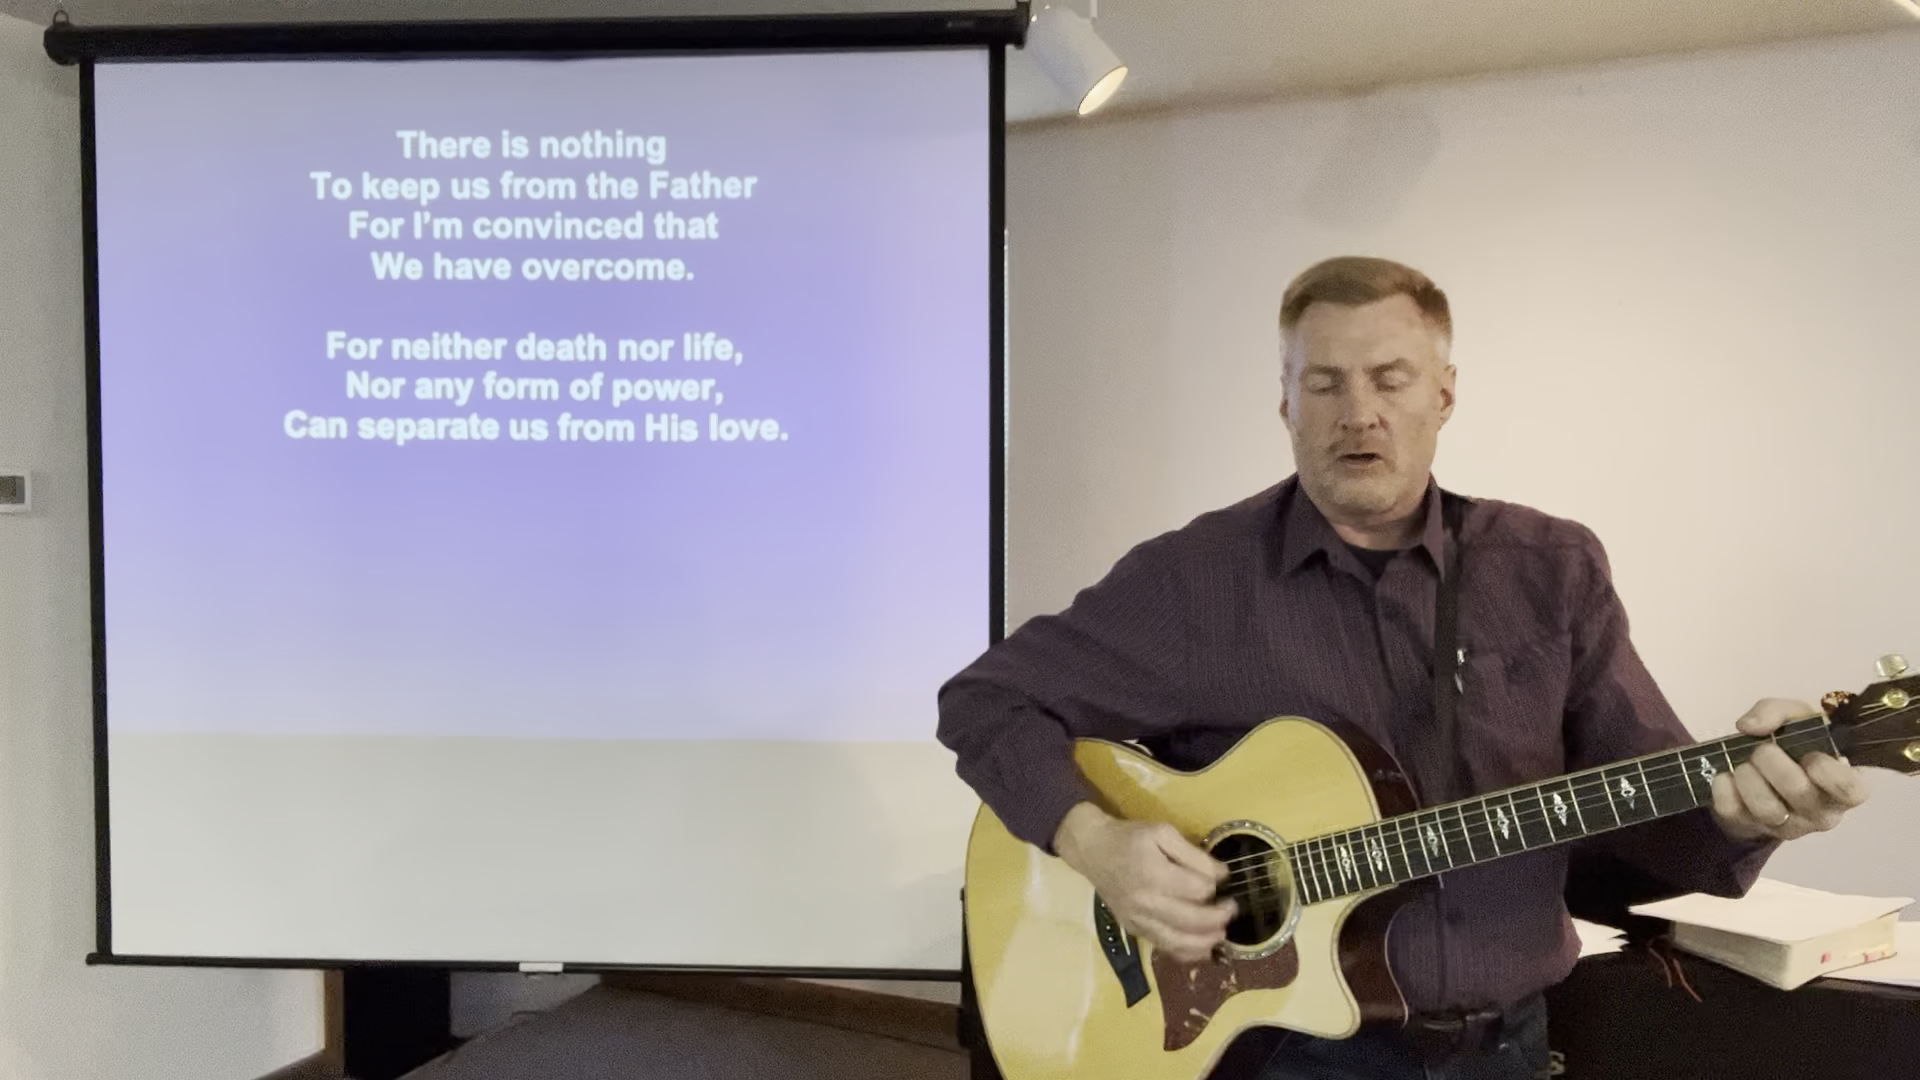 There is nothing
To keep us from the Father
For I'm convinced that
We have overcome.
For neither death nor life,
Nor any form of power,
Can separate us from His love.